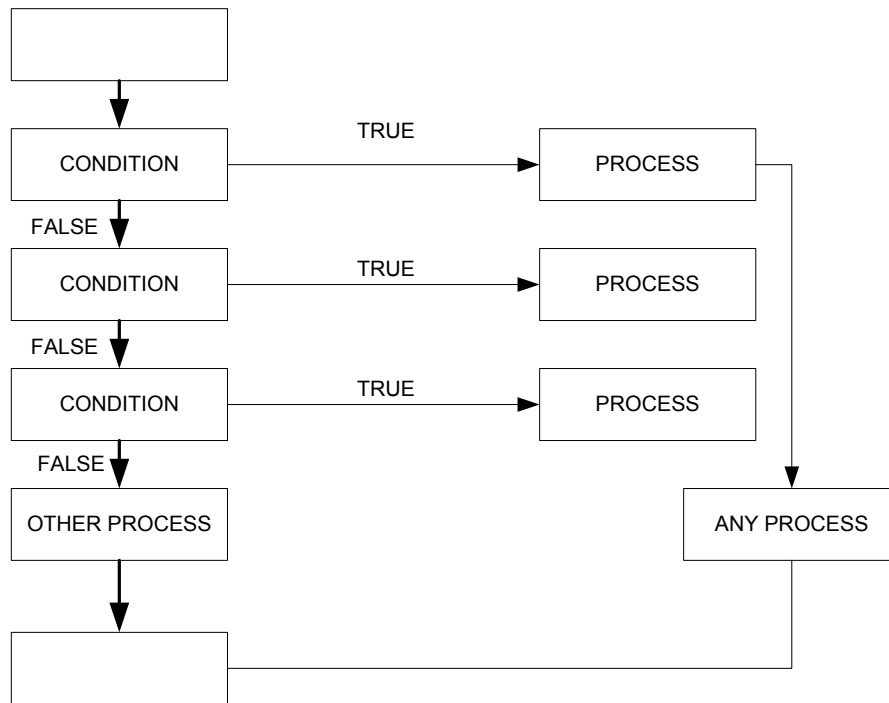 TRUE
CONDITION
PROCESS
FALSE
TRUE
CONDITION
PROCESS
FALSE
TRUE
CONDITION
PROCESS
FALSE
OTHER PROCESS
ANY PROCESS